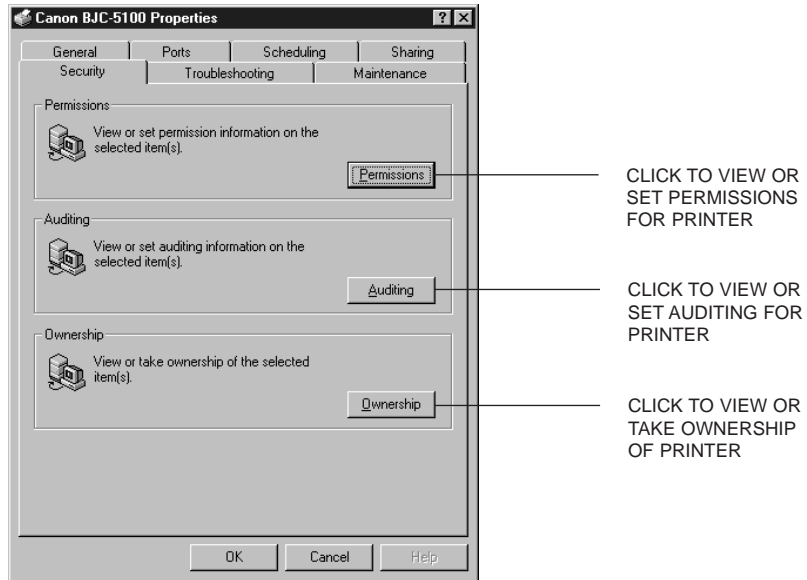 Canon BJC-5100 Properties
General Ports Scheduling Sharing
Security Troubleshooting Maintenance
Permissions
View or set permission information on the
selected item(s).
Permissions
CLICK TO VIEW OR
SET PERMISSIONS
FOR PRINTER
Auditing
View or set auditing information on the
selected item(s).
Auditing
CLICK TO VIEW OR
SET AUDITING FOR
PRINTER
Ownership
View or take ownership of the selected
item(s).
Ownership
CLICK TO VIEW OR
TAKE OWNERSHIP
OF PRINTER
OK Cancel Help